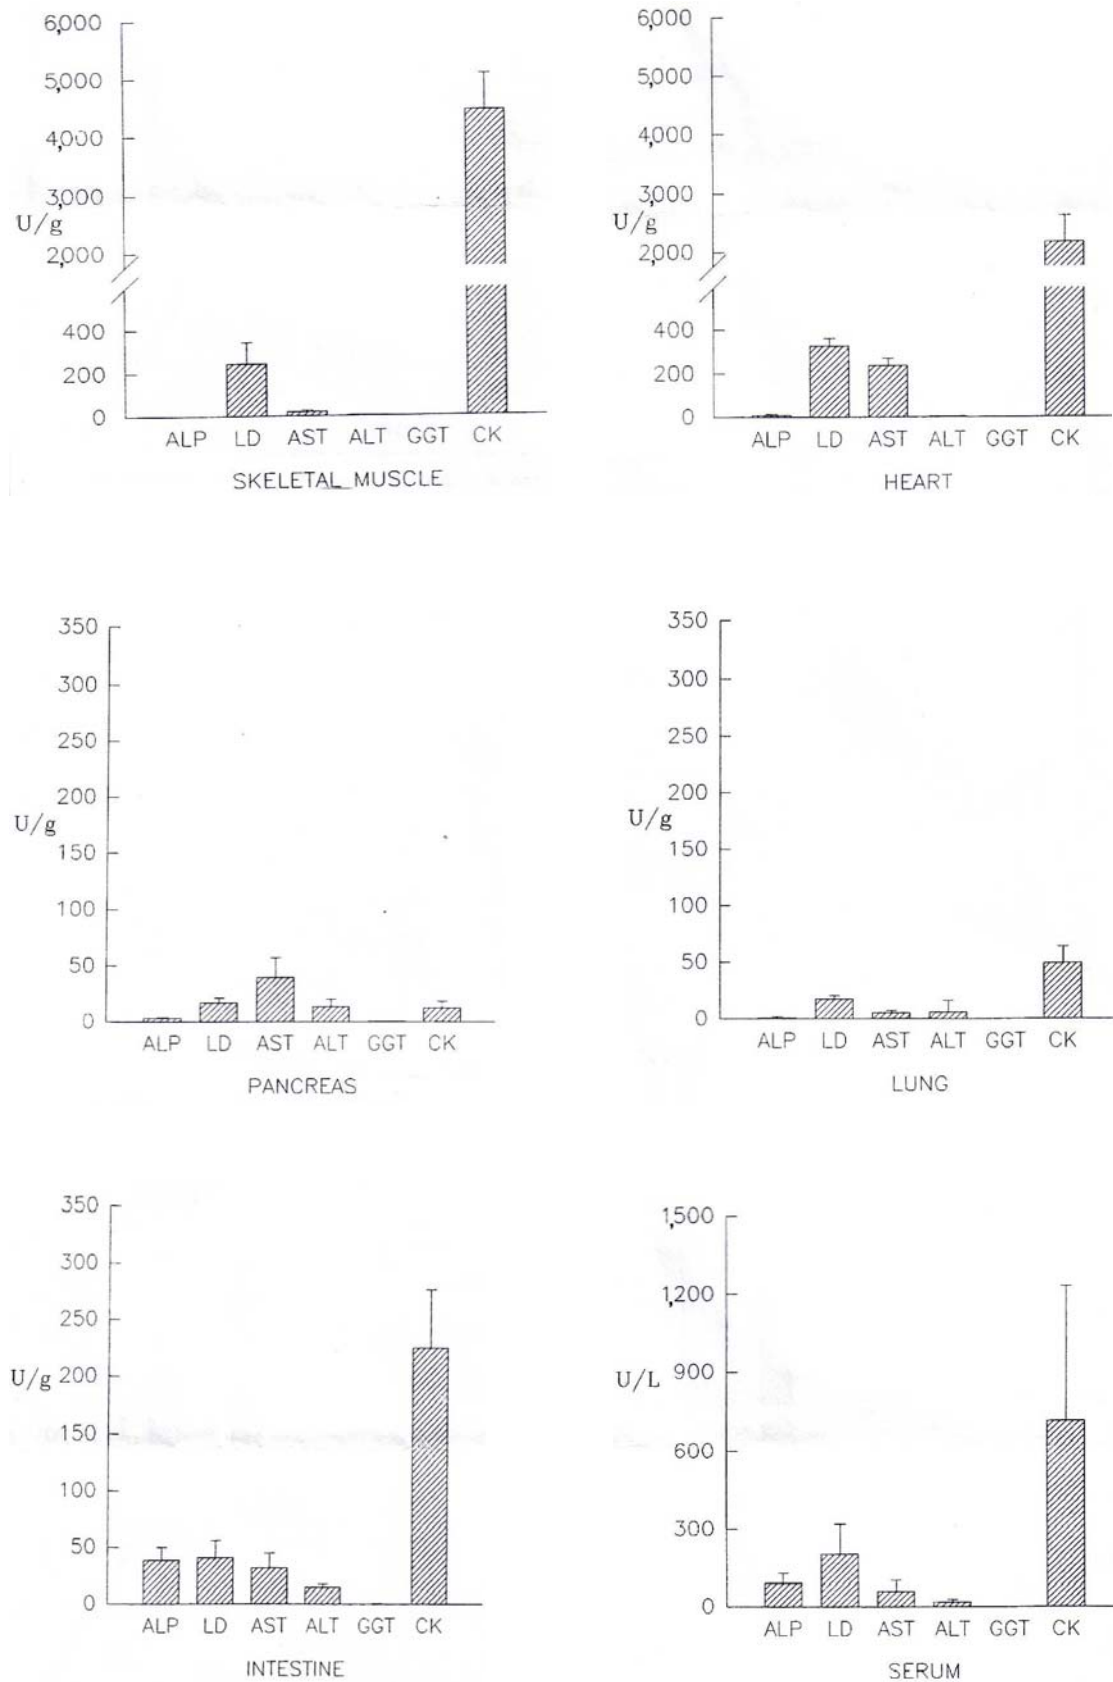 6,000
5,000
4,000
3,000
U/g
2,000
400
200
0
ALP LD AST ALT GGT CK
SKELETAL MUSCLE
6,000
5,000
4,000
3,000
U/g
2,000
400
200
0
ALP LD AST ALT GGT CK
HEART
350
300
250
200
U/g
150
100
50
0
ALP LD AST ALT GGT CK
PANCREAS
350
300
250
200
U/g
150
100
50
0
ALP LD AST ALT GGT CK
LUNG
350
300
250
U/g 200
150
100
50
0
ALP LD AST ALT GGT CK
INTESTINE
1,500
1,200
U/L 900
600
300
0
ALP LD AST ALT GGT CK
SERUM